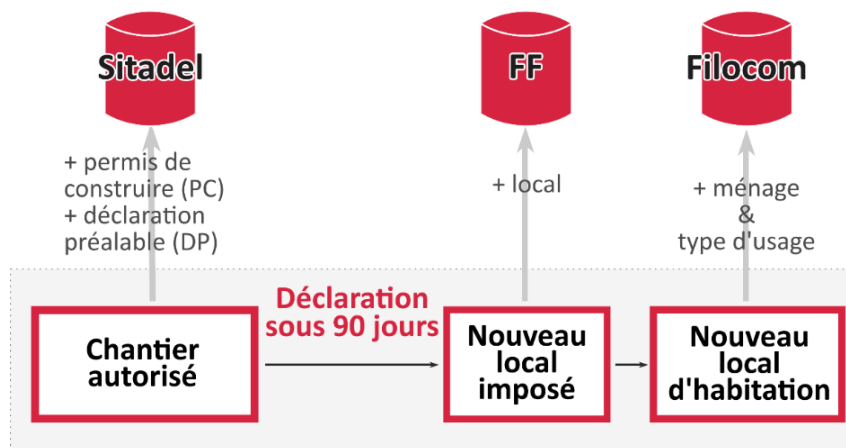 Sitadel
FF
Filocom
+ permis de
construire (PC)
+ déclaration
préalable (DP)
+ local
+ ménage
&
type d'usage
Chantier
autorisé
Déclaration
sous 90 jours
Nouveau
local
imposé
Nouveau
local
d'habitation